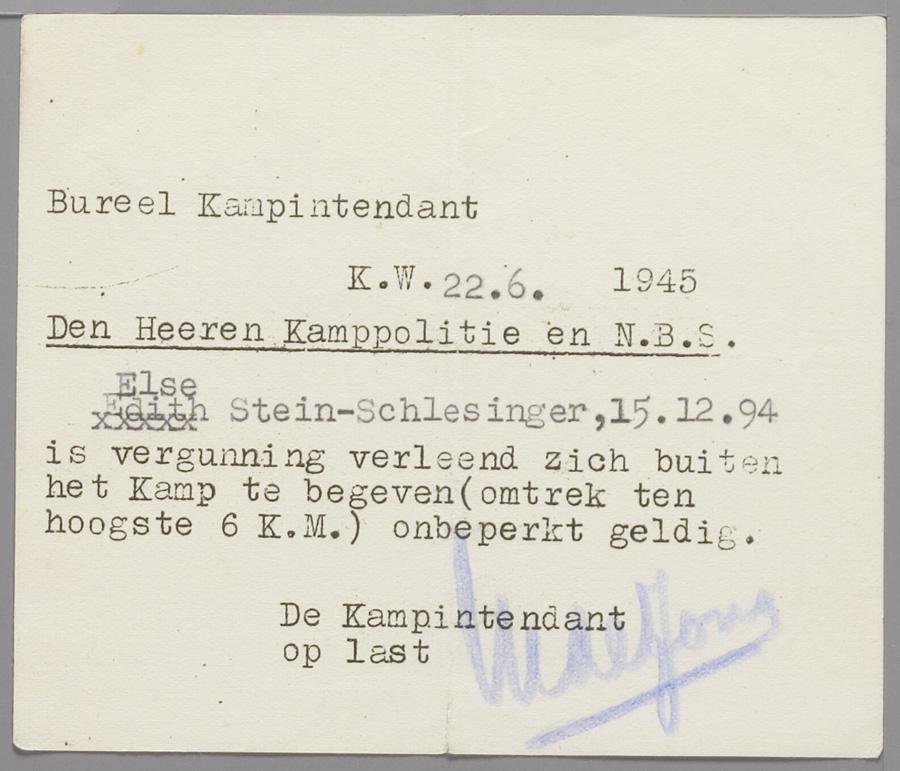 Bureel Kampintendant
K.W. 22.6. 1945
Den Heeren Kamppolitie en N.B.S.
Else
Edith Stein-Schlesinger, 15.12.94
is vergunning verleend zich buiten
het Kamp te begeven(omtrek ten
hoogste 6 K.M.) onbeperkt geldig.
De Kampintendant
op last